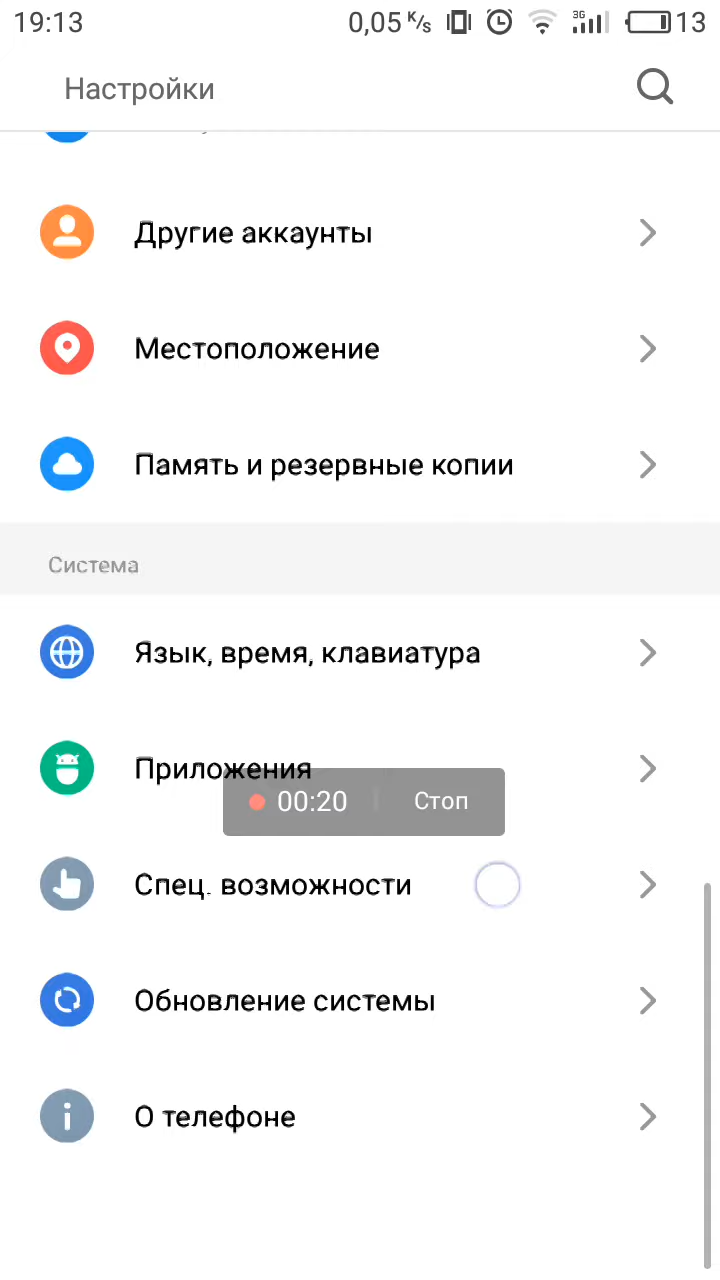 19:13 0,05 K/s 3G 13
Настройки
Другие аккаунты
Местоположение
Память и резервные копии
Система
Язык, время, клавиатура
Приложения
00:20 Стоп
Спец. возможности
Обновление системы
О телефоне